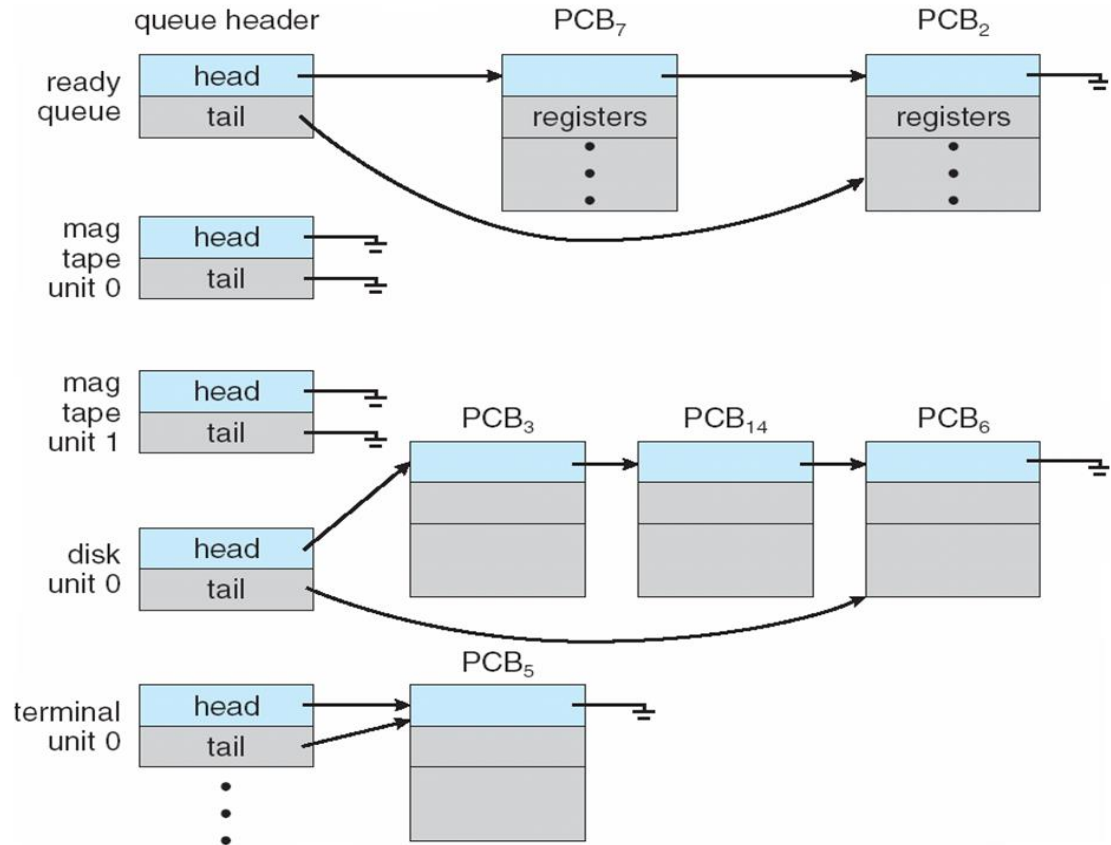 queue header
PCB₇
PCB₂
ready
queue
head
tail
registers
registers
mag
tape
unit 0
head
tail
mag
tape
unit 1
head
tail
PCB₃
PCB₁₄
PCB₆
disk
unit 0
head
tail
PCB₅
terminal
unit 0
head
tail